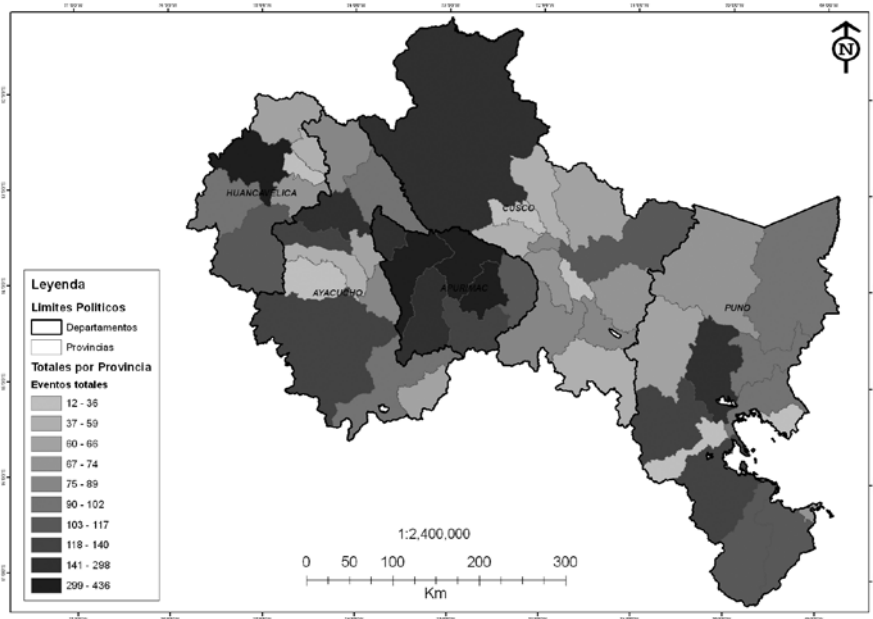 N
HUANCAVELICA
CUSCO
AYACUCHO
APURIMAC
PUNO
Leyenda
Límites Políticos
Departamentos
Provincias
Totales por Provincia
Eventos totales
12 - 36
37 - 59
60 - 66
67 - 74
75 - 89
90 - 102
103 - 117
118 - 140
141 - 298
299 - 436
1:2,400,000
0 50 100 200 300
Km